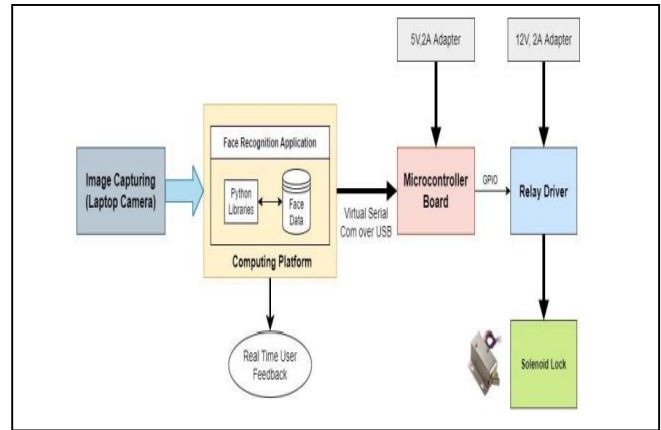 5V,2A Adapter
12V, 2A Adapter
Face Recognition Application
Image Capturing
(Laptop Camera)
Python
Libraries
Face
Data
Computing Platform
Virtual Serial
Com over USB
Microcontroller
Board
GPIO
Relay Driver
Real Time User
Feedback
Solenoid Lock